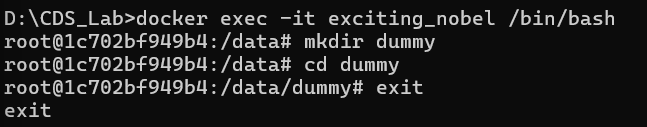 D:\CDS_Lab>docker exec -it exciting_nobel /bin/bash
root@1c702bf949b4:/data# mkdir dummy
root@1c702bf949b4:/data# cd dummy
root@1c702bf949b4:/data/dummy# exit
exit